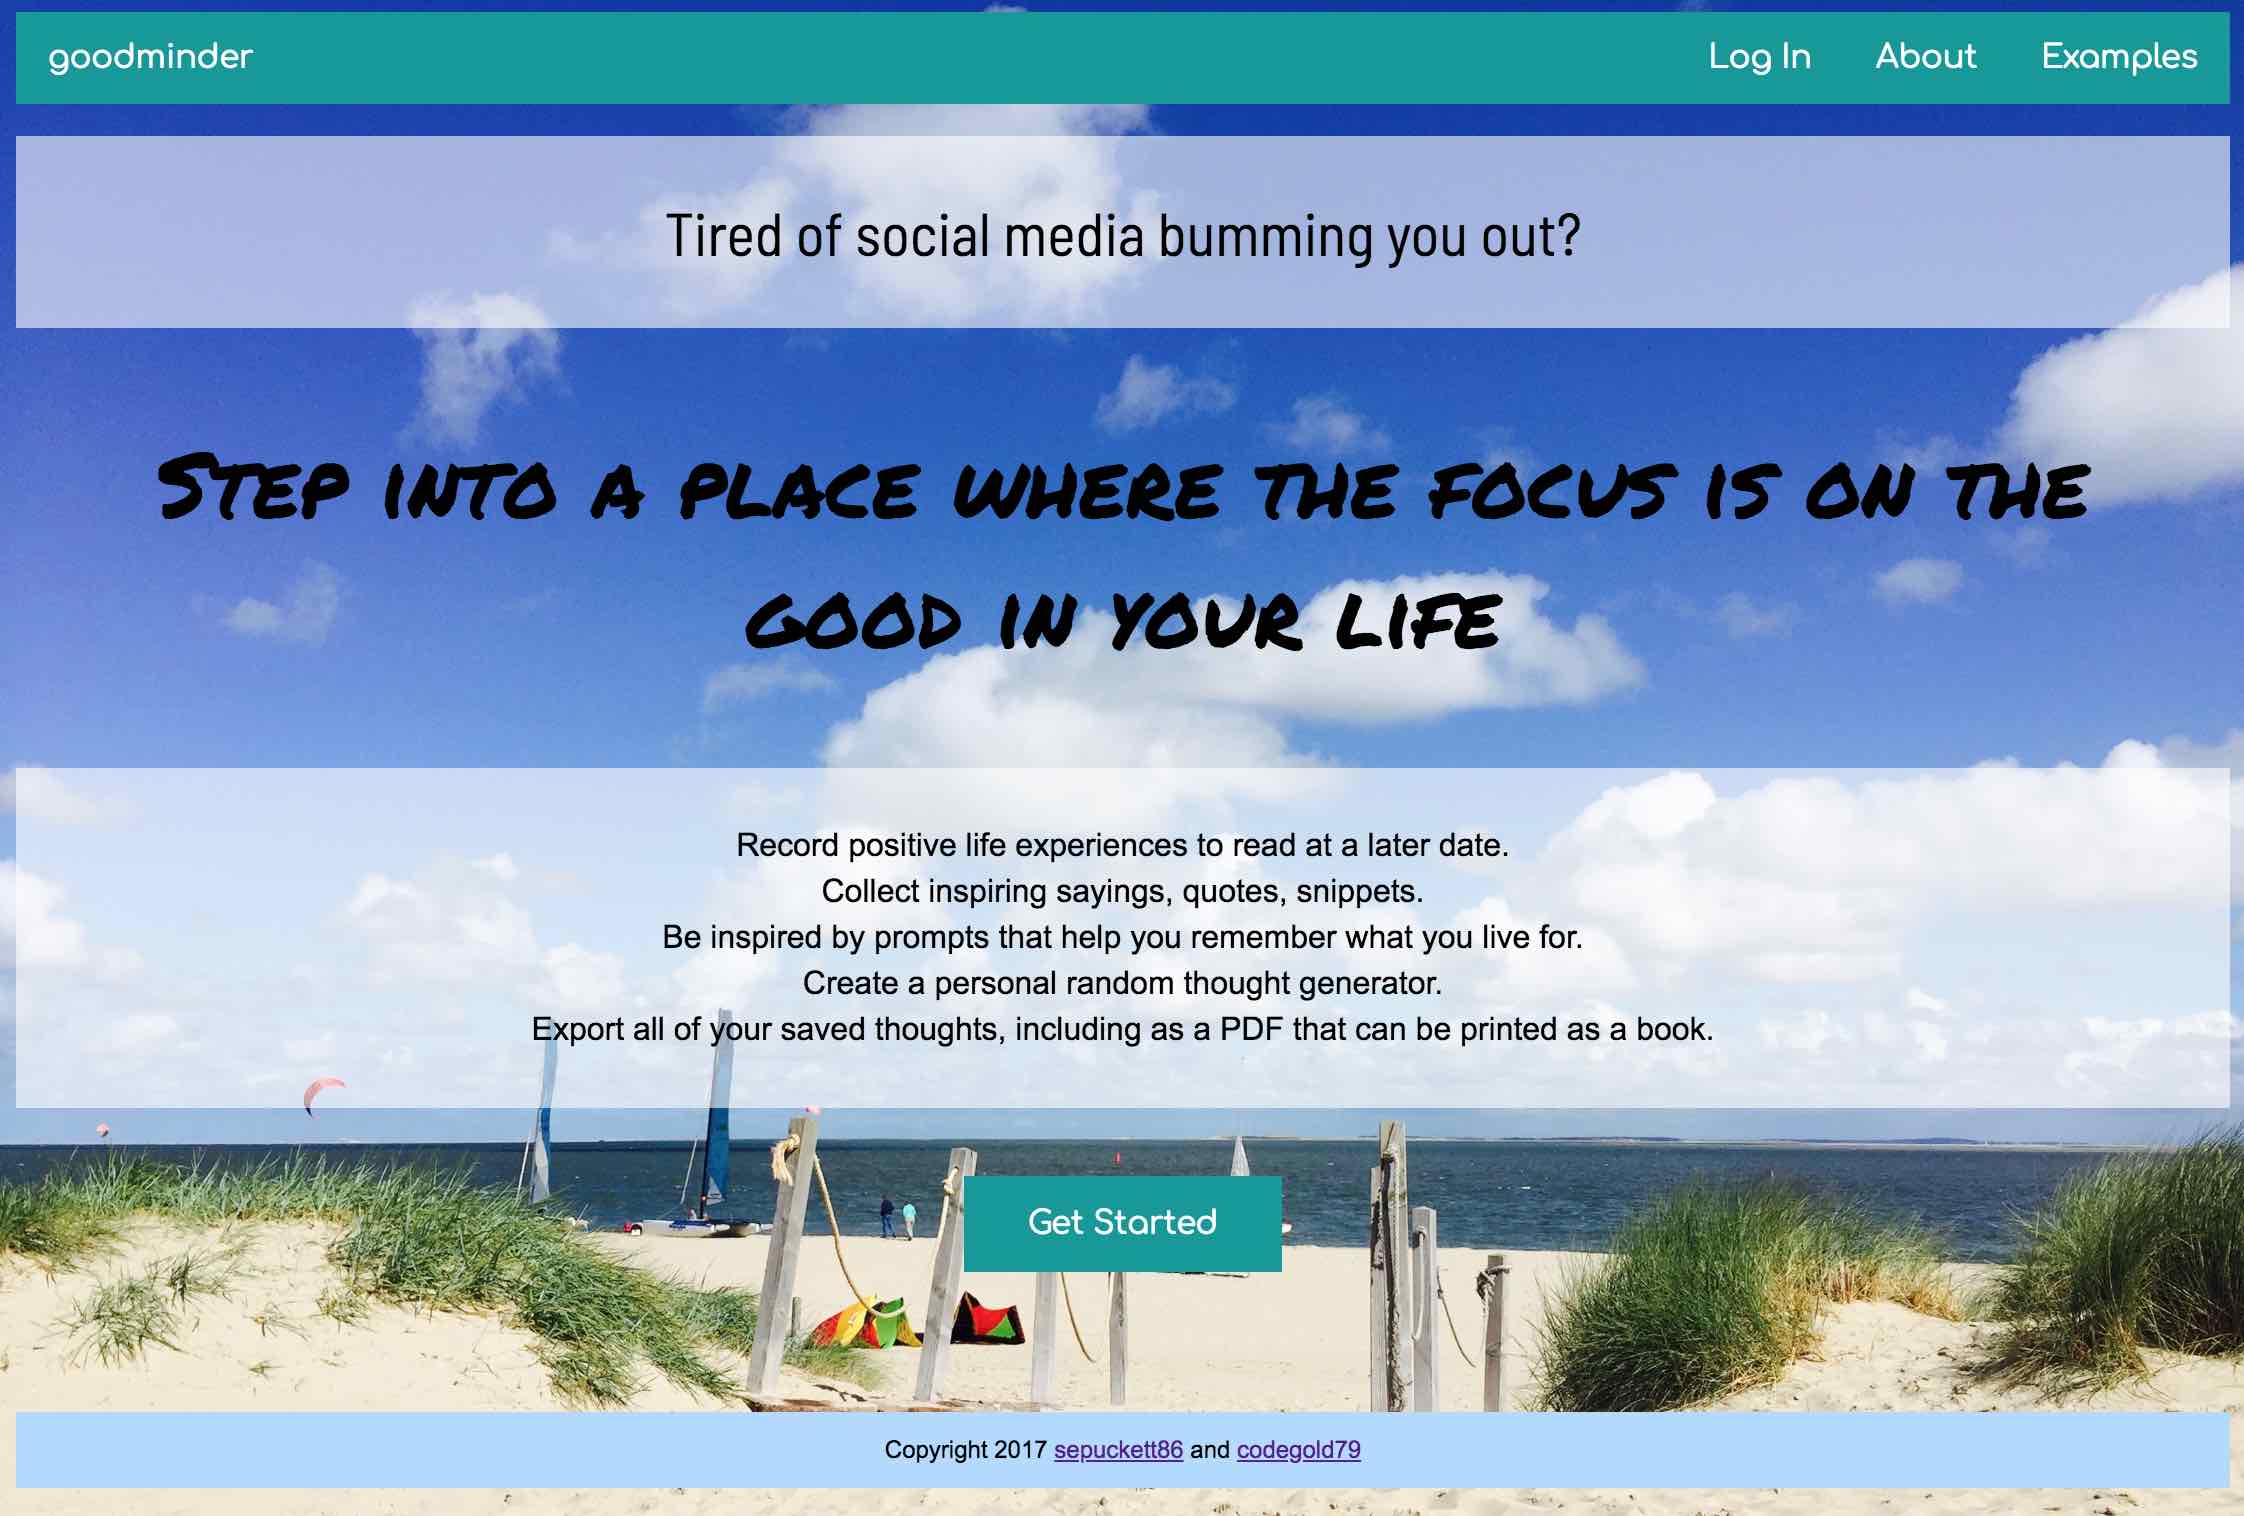 goodminder
Log In
About
Examples
Tired of social media bumming you out?
Step into a place where the focus is on the
good in your life
Record positive life experiences to read at a later date.
Collect inspiring sayings, quotes, snippets.
Be inspired by prompts that help you remember what you live for.
Create a personal random thought generator.
Export all of your saved thoughts, including as a PDF that can be printed as a book.
Get Started
Copyright 2017 sepuckett86 and codegold79